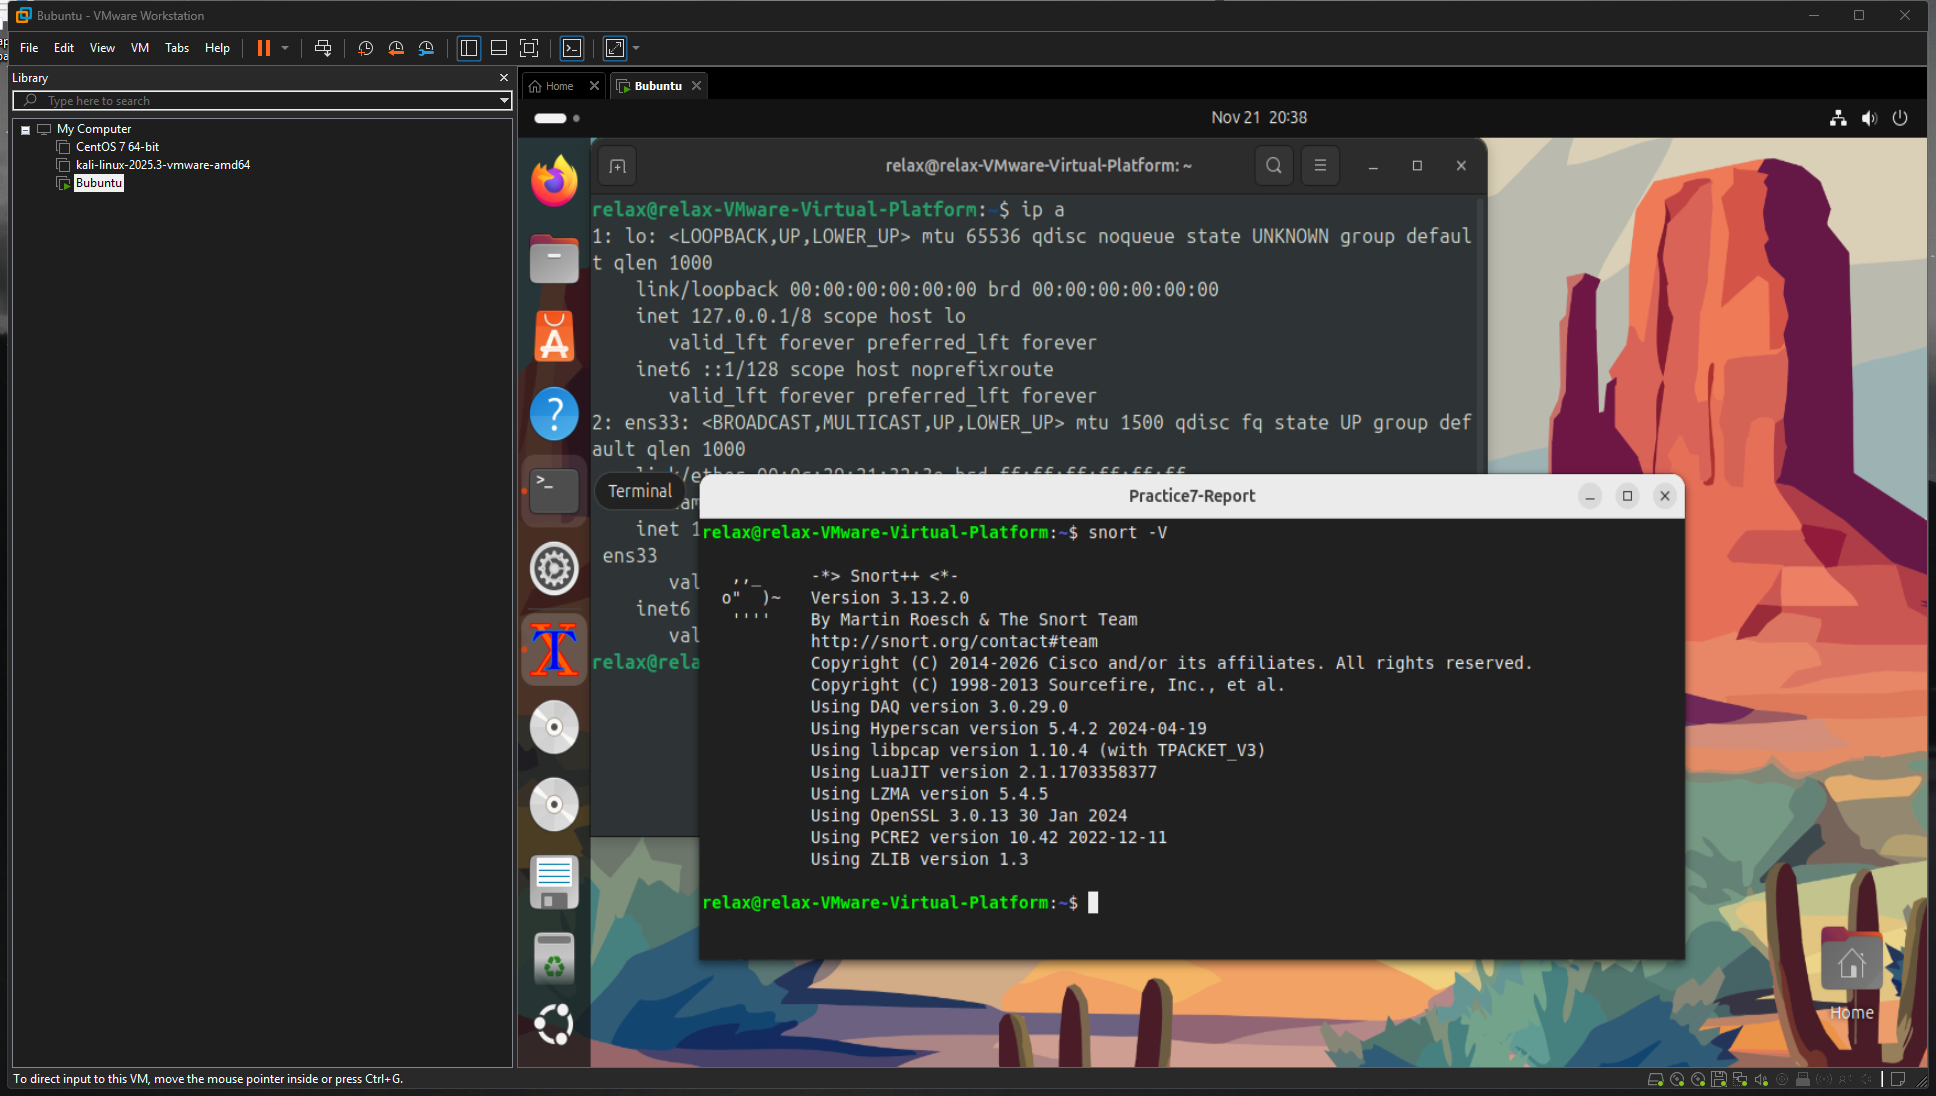 Bubuntu - VMware Workstation
File Edit View VM Tabs Help
Library
Type here to search
My Computer
CentOS 7 64-bit
kali-linux-2025.3-vmware-amd64
Bubuntu
Home
Bubuntu
Nov 21 20:38
relax@relax-VMware-Virtual-Platform: ~
relax@relax-VMware-Virtual-Platform:~$ ip a
1: lo: <LOOPBACK,UP,LOWER_UP> mtu 65536 qdisc noqueue state UNKNOWN group defaul
t qlen 1000
link/loopback 00:00:00:00:00:00 brd 00:00:00:00:00:00
inet 127.0.0.1/8 scope host lo
valid_lft forever preferred_lft forever
inet6 ::1/128 scope host noprefixroute
valid_lft forever preferred_lft forever
2: ens33: <BROADCAST,MULTICAST,UP,LOWER_UP> mtu 1500 qdisc fq state UP group def
ault qlen 1000
Terminal
inet 1
ens33
val
inet6
val
relax@rela
Practice7-Report
relax@relax-VMware-Virtual-Platform:~$ snort -V
,,_ -*> Snort++ <*-
o" )~ Version 3.13.2.0
'''' By Martin Roesch & The Snort Team
http://snort.org/contact#team
Copyright (C) 2014-2026 Cisco and/or its affiliates. All rights reserved.
Copyright (C) 1998-2013 Sourcefire, Inc., et al.
Using DAQ version 3.0.29.0
Using Hyperscan version 5.4.2 2024-04-19
Using libpcap version 1.10.4 (with TPACKET_V3)
Using LuaJIT version 2.1.1703358377
Using LZMA version 5.4.5
Using OpenSSL 3.0.13 30 Jan 2024
Using PCRE2 version 10.42 2022-12-11
Using ZLIB version 1.3
relax@relax-VMware-Virtual-Platform:~$
Home
To direct input to this VM, move the mouse pointer inside or press Ctrl+G.